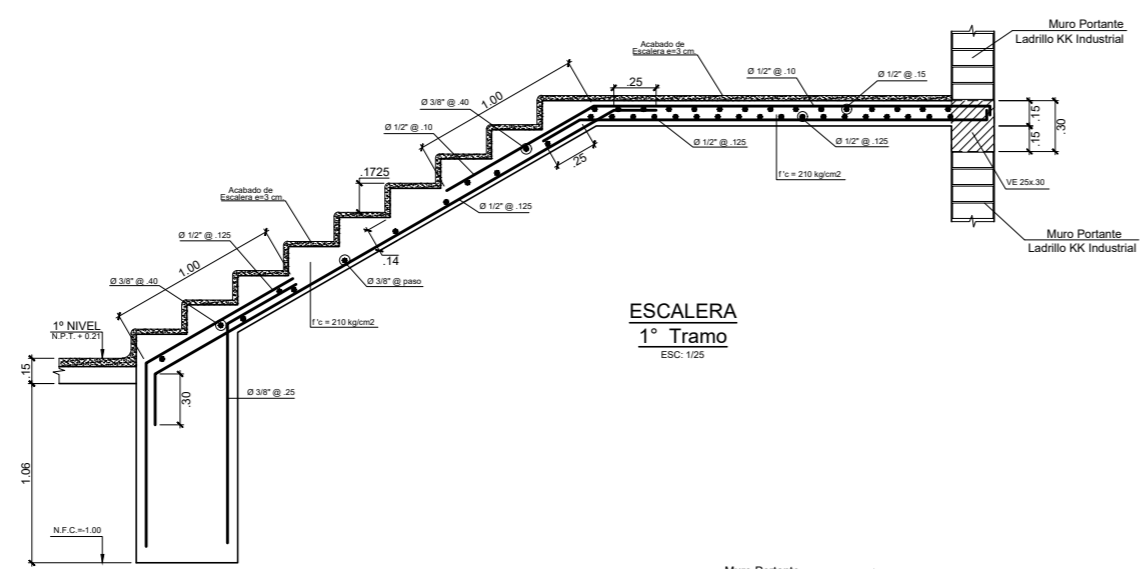 Muro Portante
Ladrillo KK Industrial
Acabado de
Escalera e=3 cm.
.25
Ø 1/2" @ .10
Ø 1/2" @ .15
Ø 3/8" @ .40
1.00
Ø 1/2" @ .10
.15
.15
.30
Ø 1/2" @ .125
Ø 1/2" @ .125
.25
f 'c = 210 kg/cm2
VE 25x.30
.1725
Acabado de
Escalera e=3 cm.
Ø 1/2" @ .125
Muro Portante
Ladrillo KK Industrial
Ø 1/2" @ .125
1.00
.14
Ø 3/8" @ paso
Ø 3/8" @ .40
f 'c = 210 kg/cm2
ESCALERA
1° Tramo
ESC: 1/25
1º NIVEL
N.P.T. + 0.21
.15
.30
Ø 3/8" @ .25
1.06
N.F.C.=-1.00